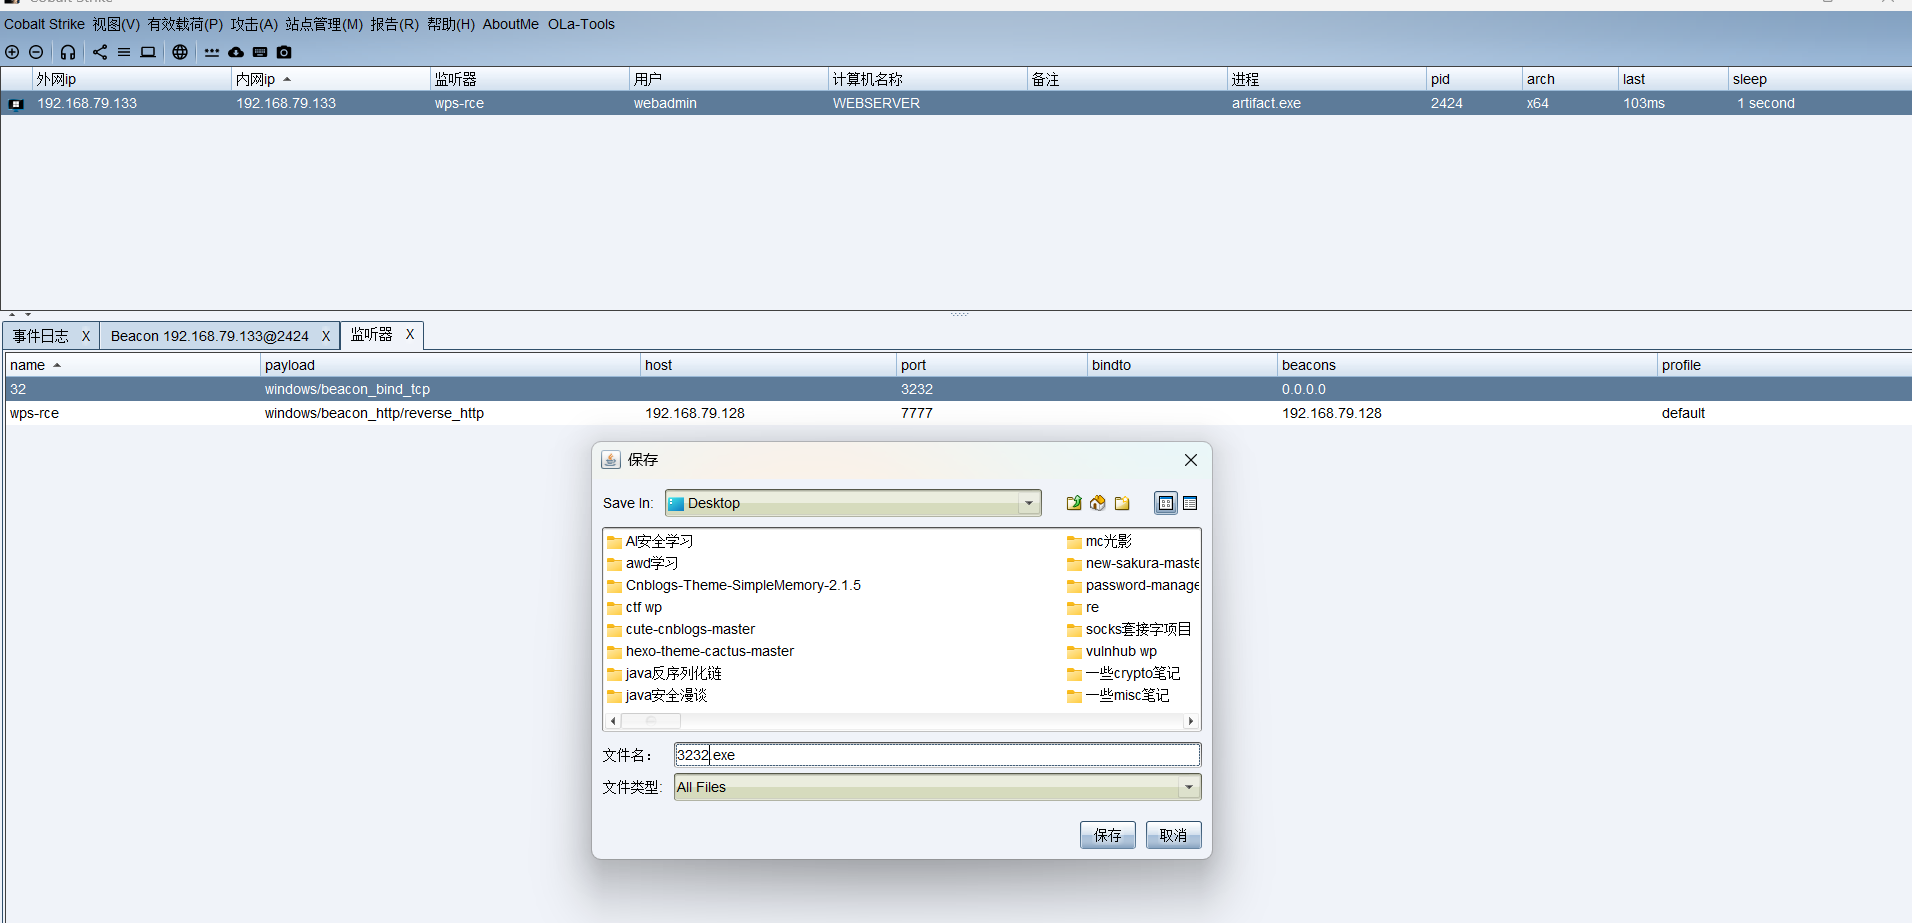 Cobalt Strike
Cobalt Strike 视图(V) 有效载荷(P) 攻击(A) 站点管理(M) 报告(R) 帮助(H) AboutMe OLa-Tools
外网ip 内网ip 监听器 用户 计算机名称 备注 进程 pid arch last sleep
192.168.79.133 192.168.79.133 wps-rce webadmin WEBSERVER artifact.exe 2424 x64 103ms 1 second
事件日志 X Beacon 192.168.79.133@2424 X 监听器 X
name payload host port bindto beacons profile
32 windows/beacon_bind_tcp 3232 0.0.0.0
wps-rce windows/beacon_http/reverse_http 192.168.79.128 7777 192.168.79.128 default
保存
Save In: Desktop
AI安全学习 mc光影
awd学习 new-sakura-maste
Cnblogs-Theme-SimpleMemory-2.1.5 password-manage
ctf wp re
cute-cnblogs-master socks套接字项目
hexo-theme-cactus-master vulnhub wp
java反序列化链 一些crypto笔记
java安全漫谈 一些misc笔记
文件名: 3232.exe
文件类型: All Files
保存 取消